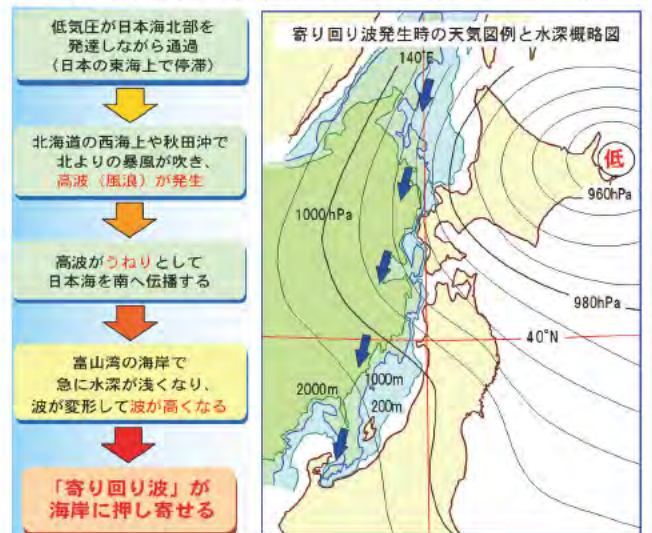 低気圧が日本海北部を
発達しながら通過
（日本の東海上で停滞）
北海道の西海上や秋田沖で
北よりの暴風が吹き、
高波（風浪）が発生
高波がうねりとして
日本海を南へ伝播する
富山湾の海岸で
急に水深が浅くなり、
波が変形して波が高くなる
「寄り回り波」が
海岸に押し寄せる
寄り回り波発生時の天気図例と水深概略図
140°E
低
960hPa
1000hPa
980hPa
40°N
2000m
1000m
200m